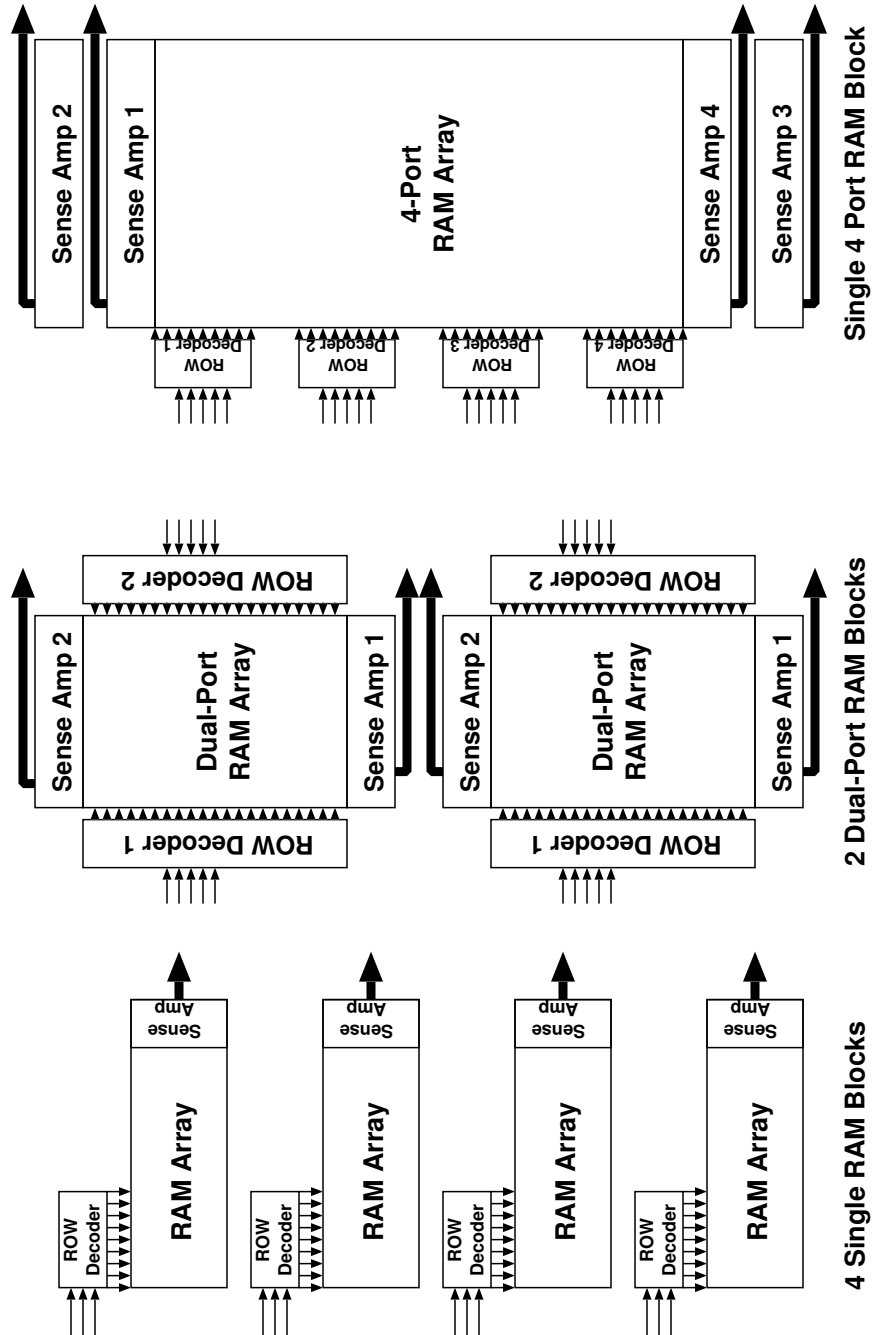 ROW
Decoder
RAM Array
Sense
Amp
ROW
Decoder
RAM Array
Sense
Amp
ROW
Decoder
RAM Array
Sense
Amp
ROW
Decoder
RAM Array
Sense
Amp
4 Single RAM Blocks
ROW Decoder 1
Sense Amp 2
Dual-Port
RAM Array
Sense Amp 1
ROW Decoder 2
ROW Decoder 1
Sense Amp 2
Dual-Port
RAM Array
Sense Amp 1
ROW Decoder 2
2 Dual-Port RAM Blocks
Sense Amp 2
Sense Amp 1
ROW
Decoder 1
ROW
Decoder 2
ROW
Decoder 3
ROW
Decoder 4
4-Port
RAM Array
Sense Amp 4
Sense Amp 3
Single 4 Port RAM Block